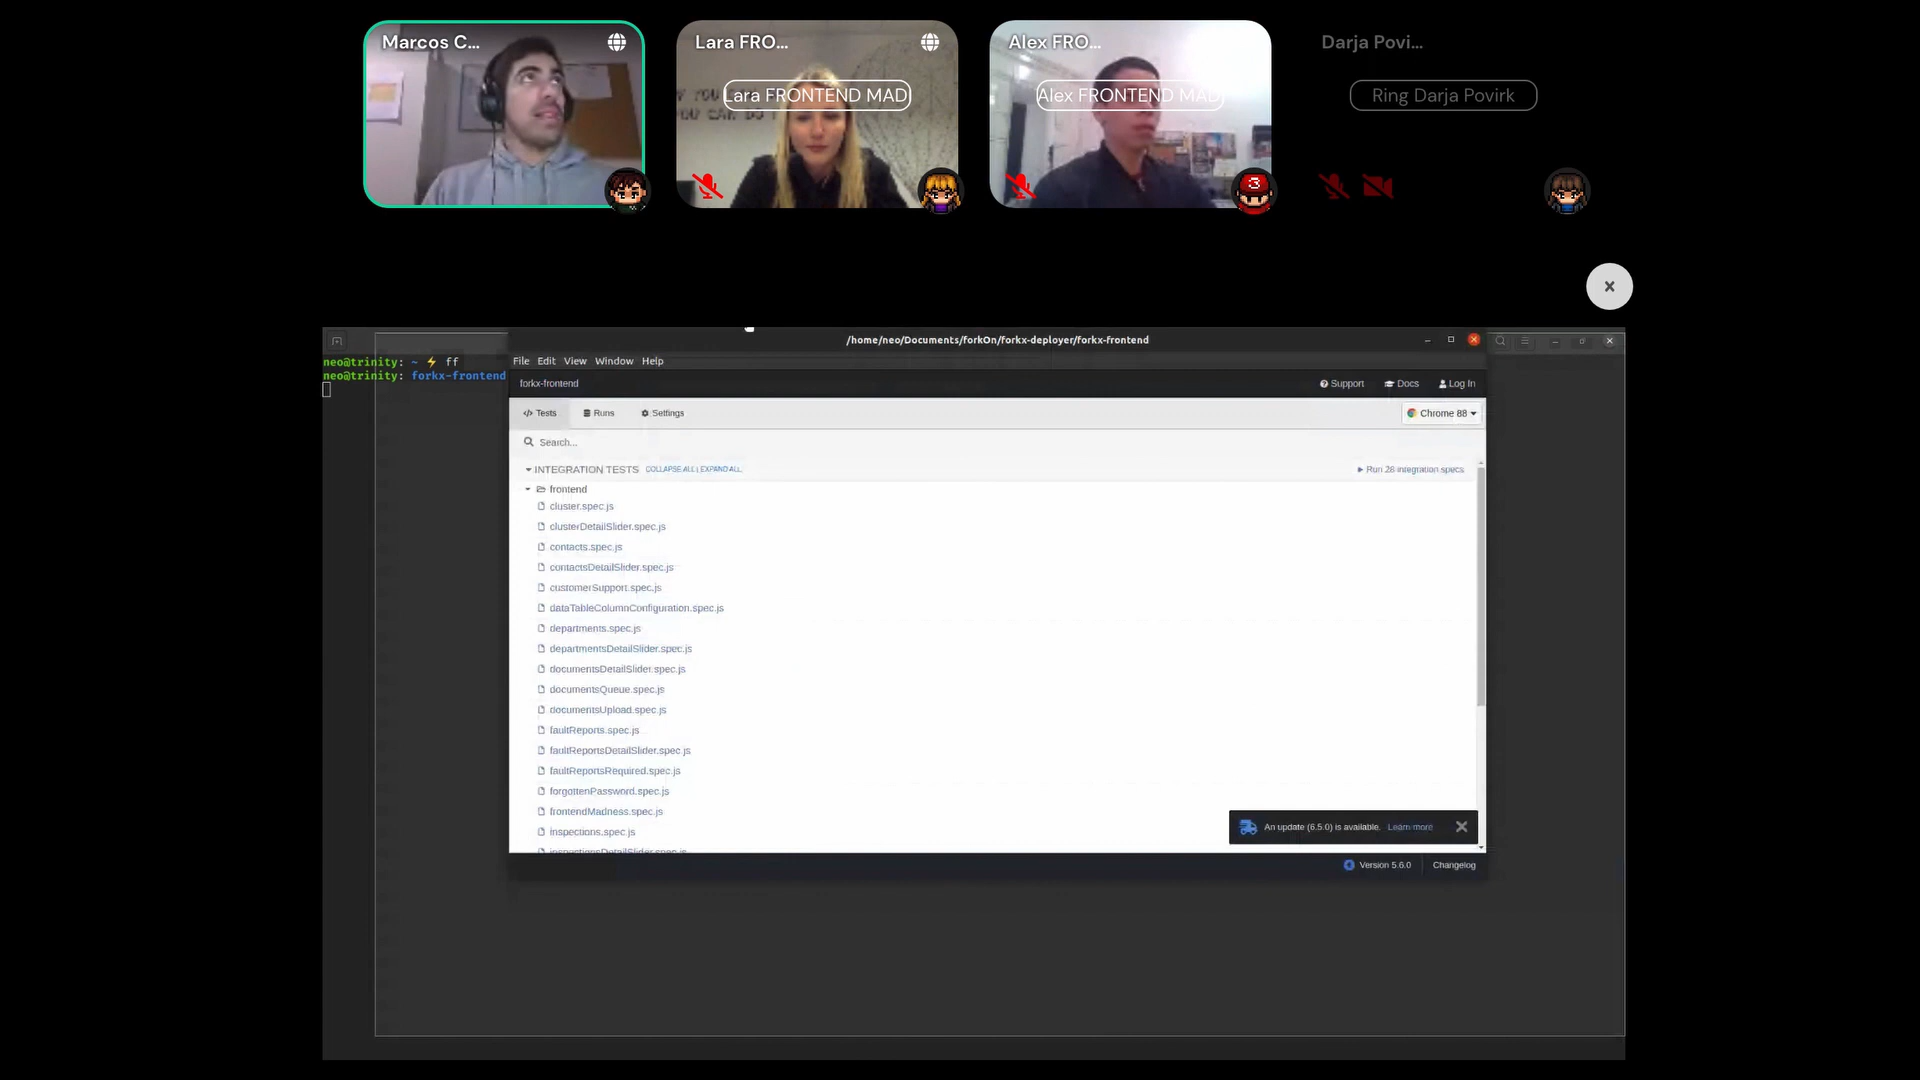 Marcos C...
Lara FRO...
Alex FRO...
Darja Povi...
Lara FRONTEND MAD
Alex FRONTEND MAD
Ring Darja Povirk
3
/home/neo/Documents/forkOn/forkx-deployer/forkx-frontend
neo@trinity: ~ ⚡ ff
neo@trinity: forkx-frontend
File Edit View Window Help
forkx-frontend
Support Docs Log In
</> Tests Runs Settings
Chrome 88
Search...
INTEGRATION TESTS COLLAPSE ALL | EXPAND ALL
Run 28 integration specs
frontend
cluster.spec.js
clusterDetailSlider.spec.js
contacts.spec.js
contactsDetailSlider.spec.js
customerSupport.spec.js
dataTableColumnConfiguration.spec.js
departments.spec.js
departmentsDetailSlider.spec.js
documentsDetailSlider.spec.js
documentsQueue.spec.js
documentsUpload.spec.js
faultReports.spec.js
faultReportsDetailSlider.spec.js
faultReportsRequired.spec.js
forgottenPassword.spec.js
frontendMadness.spec.js
inspections.spec.js
inspectionsDetailSlider.spec.js
An update (6.5.0) is available. Learn more
Version 5.6.0
Changelog